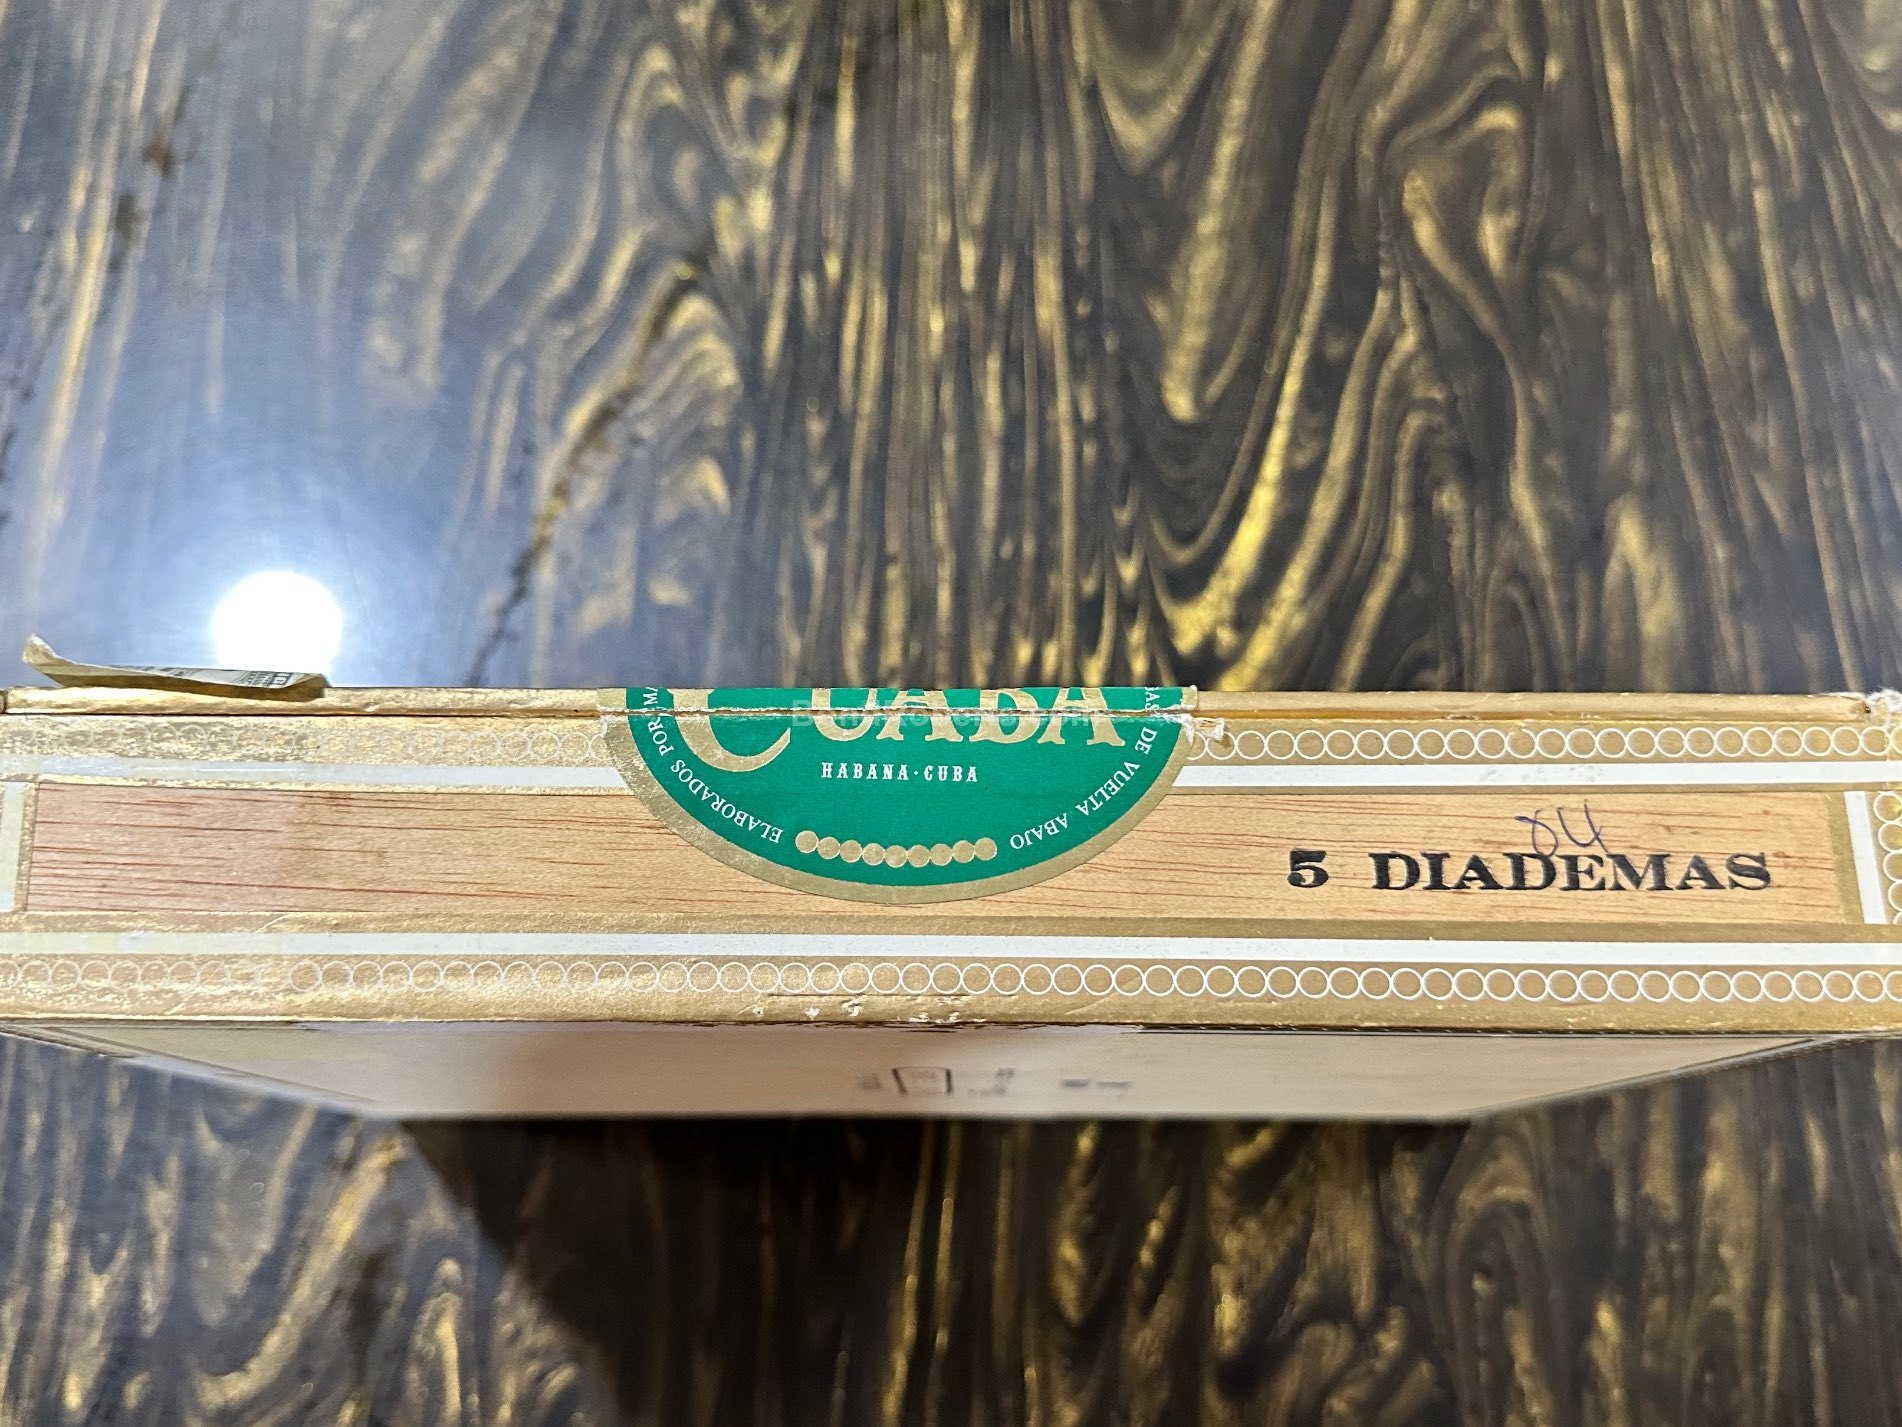 CUABA
HABANA · CUBA
ELABORADOS POR
DE VUELTA ABAJO
04
5 DIADEMAS